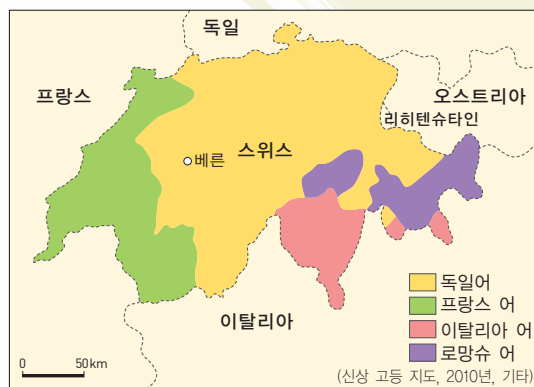 독일
프랑스
오스트리아
리히텐슈타인
스위스
베른
이탈리아
독일어
프랑스 어
이탈리아 어
로망슈 어
0 50km
(신상 고등 지도, 2010년, 기타)